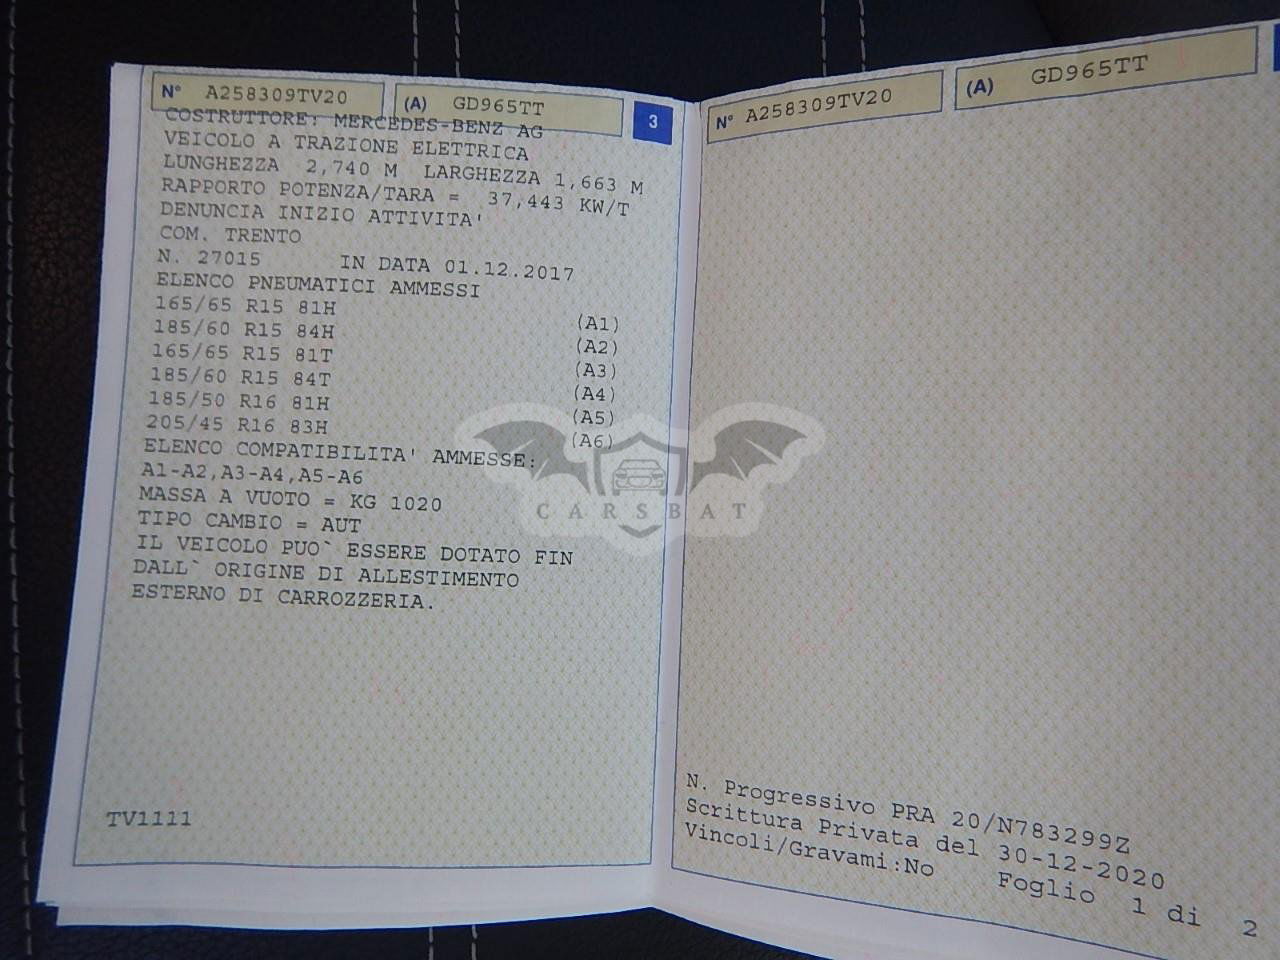 N° A258309TV20
(A) GD965TT
3
COSTRUTTORE: MERCEDES-BENZ AG
VEICOLO A TRAZIONE ELETTRICA
LUNGHEZZA 2,740 M LARGHEZZA 1,663 M
RAPPORTO POTENZA/TARA = 37,443 KW/T
DENUNCIA INIZIO ATTIVITA'
COM. TRENTO
N. 27015 IN DATA 01.12.2017
ELENCO PNEUMATICI AMMESSI
165/65 R15 81H (A1)
185/60 R15 84H (A2)
165/65 R15 81T (A3)
185/60 R15 84T (A4)
185/50 R16 81H (A5)
205/45 R16 83H (A6)
ELENCO COMPATIBILITA' AMMESSE:
A1-A2,A3-A4,A5-A6
MASSA A VUOTO = KG 1020
TIPO CAMBIO = AUT
IL VEICOLO PUO` ESSERE DOTATO FIN
DALL` ORIGINE DI ALLESTIMENTO
ESTERNO DI CARROZZERIA.
TV1111
N° A258309TV20
(A) GD965TT
N. Progressivo PRA 20/N783299Z
Scrittura Privata del 30-12-2020
Vincoli/Gravami:No Foglio 1 di 2
CARSBAT